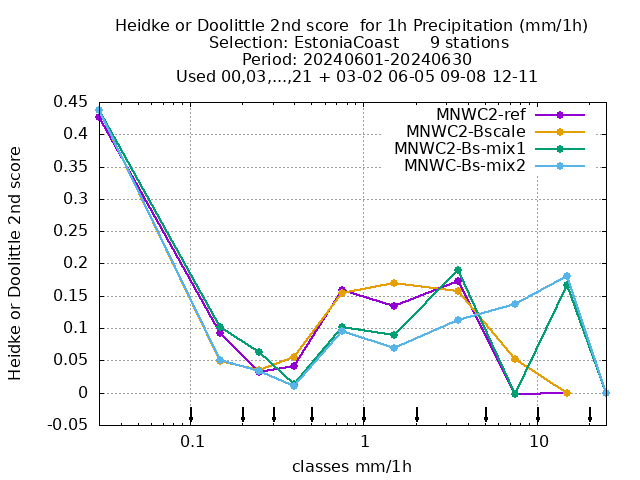 Heidke or Doolittle 2nd score  for 1h Precipitation (mm/1h)
Selection: EstoniaCoast      9 stations
Period: 20240601-20240630
Used 00,03,...,21 + 03-02 06-05 09-08 12-11
MNWC2-ref
MNWC2-Bscale
MNWC2-Bs-mix1
MNWC-Bs-mix2
Heidke or Doolittle 2nd score
0.45
0.4
0.35
0.3
0.25
0.2
0.15
0.1
0.05
0
-0.05
0.1
1
10
classes mm/1h